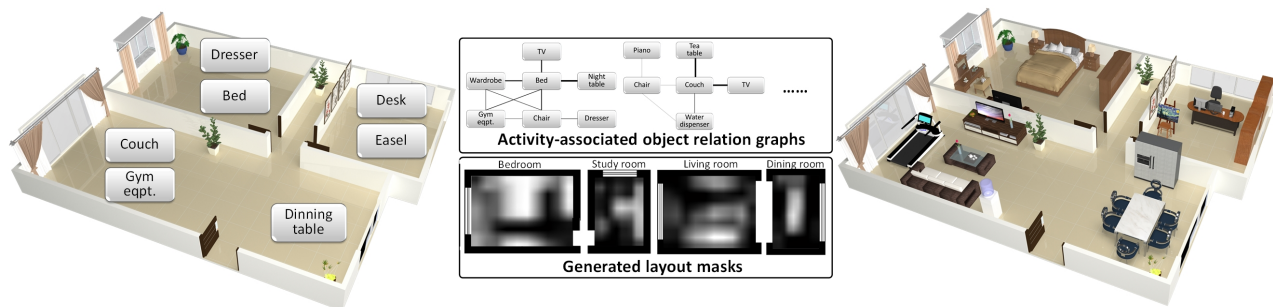 Dresser
Bed
Desk
Easel
Couch
Gym
eqpt.
Dinning
table
TV
Wardrobe
Bed
Night
table
Gym
eqpt.
Chair
Dresser
Piano
Tea
table
Chair
Couch
TV
Water
dispenser
......
Activity-associated object relation graphs
Bedroom
Study room
Living room
Dining room
Generated layout masks